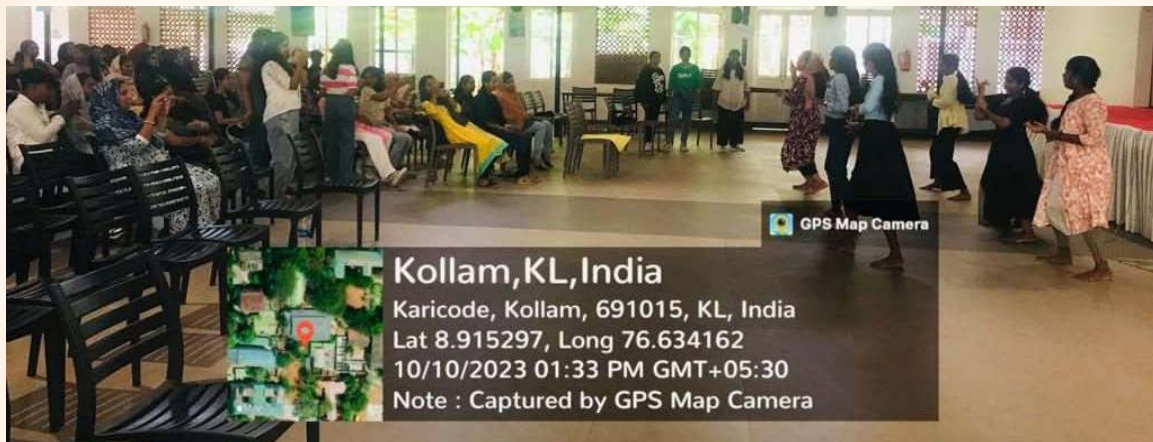 GPS Map Camera
Kollam,KL,India
Karicode, Kollam, 691015, KL, India
Lat 8.915297, Long 76.634162
10/10/2023 01:33 PM GMT+05:30
Note : Captured by GPS Map Camera